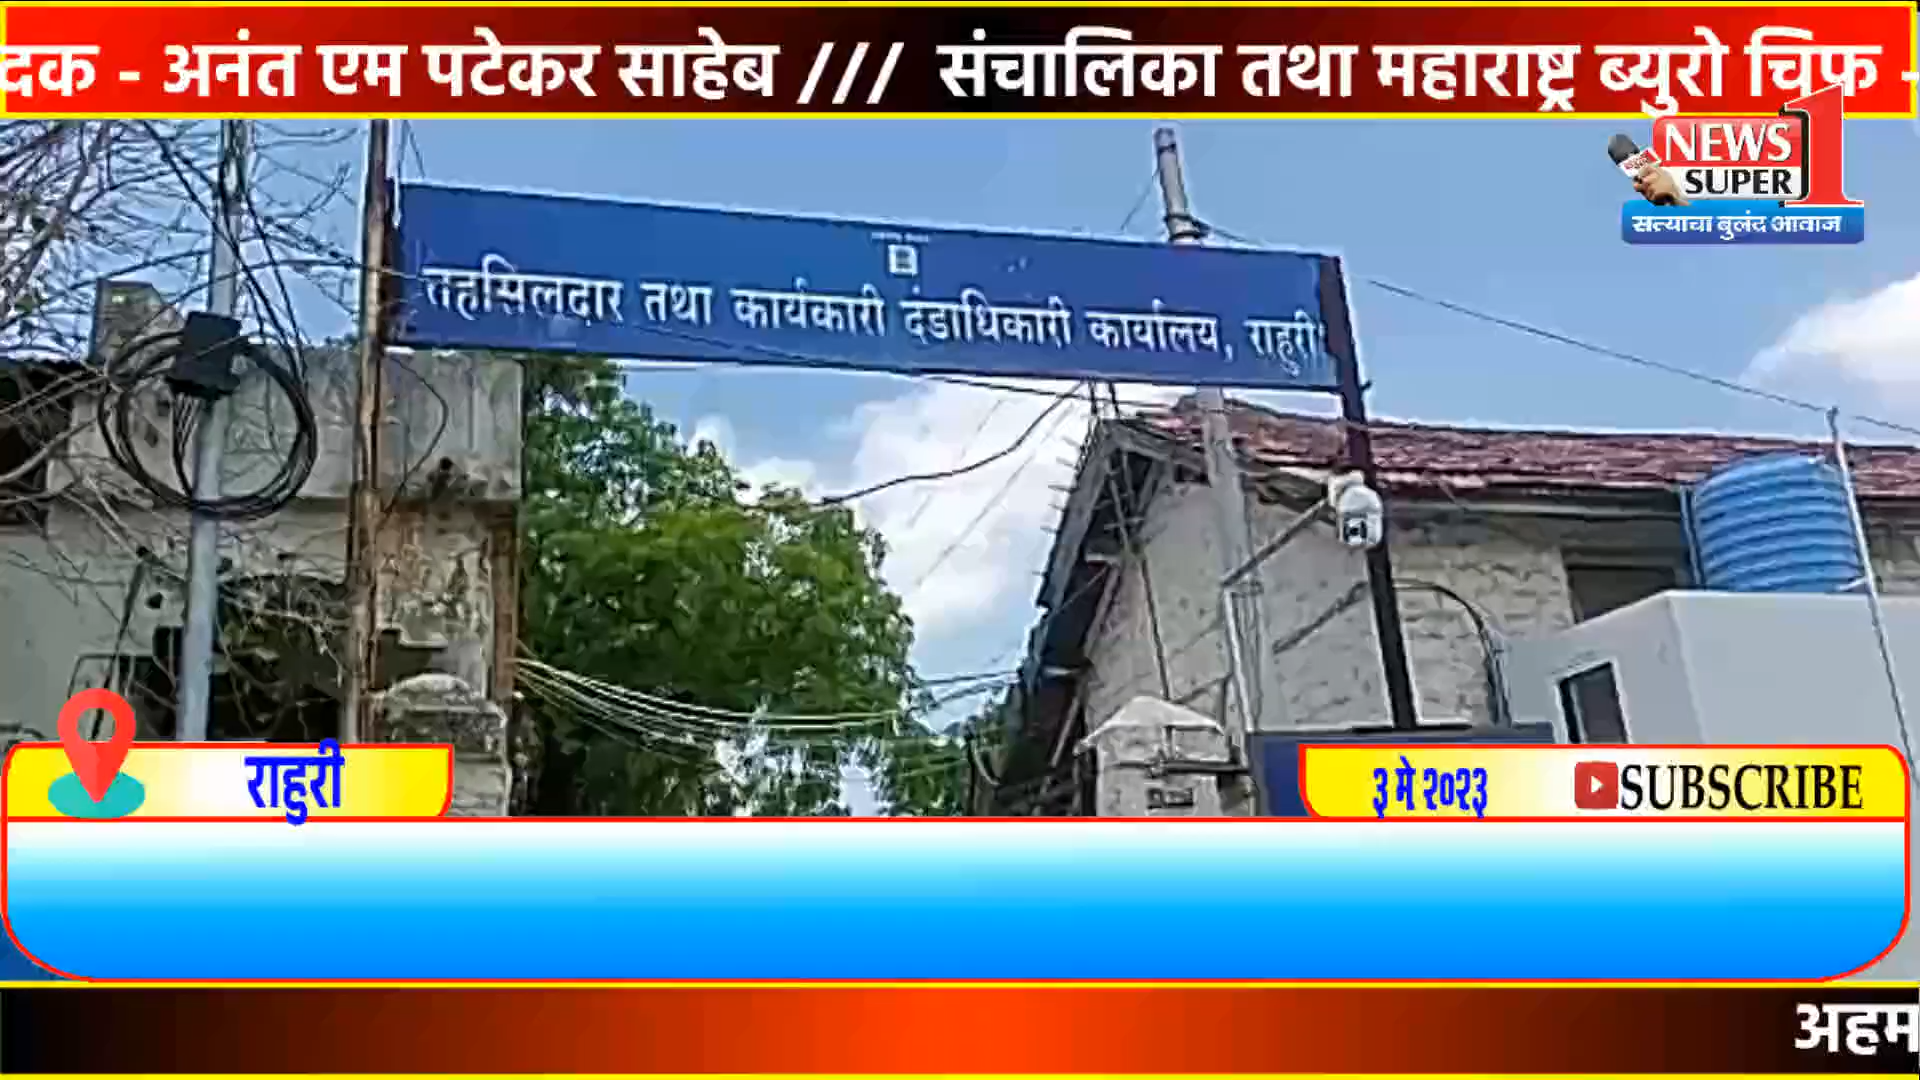 दक - अनंत एम पटेकर साहेब /// संचालिका तथा महाराष्ट्र ब्युरो चिफ -
NEWS 1
SUPER
सत्याचा बुलंद आवाज
तहसिलदार तथा कार्यकारी दंडाधिकारी कार्यालय, राहुरी
राहुरी
३ मे २०२३
SUBSCRIBE
अहम